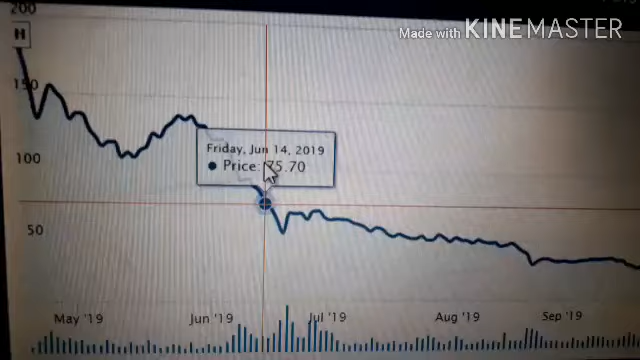 200
H
Made with KINEMASTER
150
Friday, Jun 14, 2019
Price: 75.70
100
50
May '19
Jun '19
Jul '19
Aug '19
Sep '19